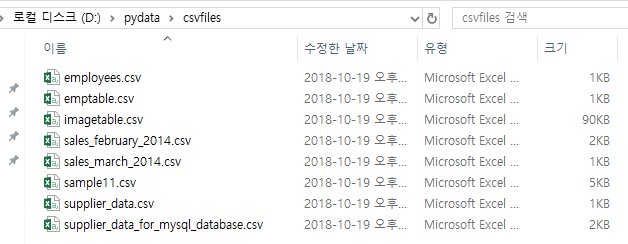 로컬 디스크 (D:) > pydata > csvfiles csvfiles 검색
이름 수정한 날짜 유형 크기
employees.csv 2018-10-19 오후... Microsoft Excel ... 1KB
emptable.csv 2018-10-19 오후... Microsoft Excel ... 1KB
imagetable.csv 2018-10-19 오후... Microsoft Excel ... 90KB
sales_february_2014.csv 2018-10-19 오후... Microsoft Excel ... 2KB
sales_march_2014.csv 2018-10-19 오후... Microsoft Excel ... 1KB
sample11.csv 2018-10-19 오후... Microsoft Excel ... 5KB
supplier_data.csv 2018-10-19 오후... Microsoft Excel ... 1KB
supplier_data_for_mysql_database.csv 2018-10-19 오후... Microsoft Excel ... 2KB